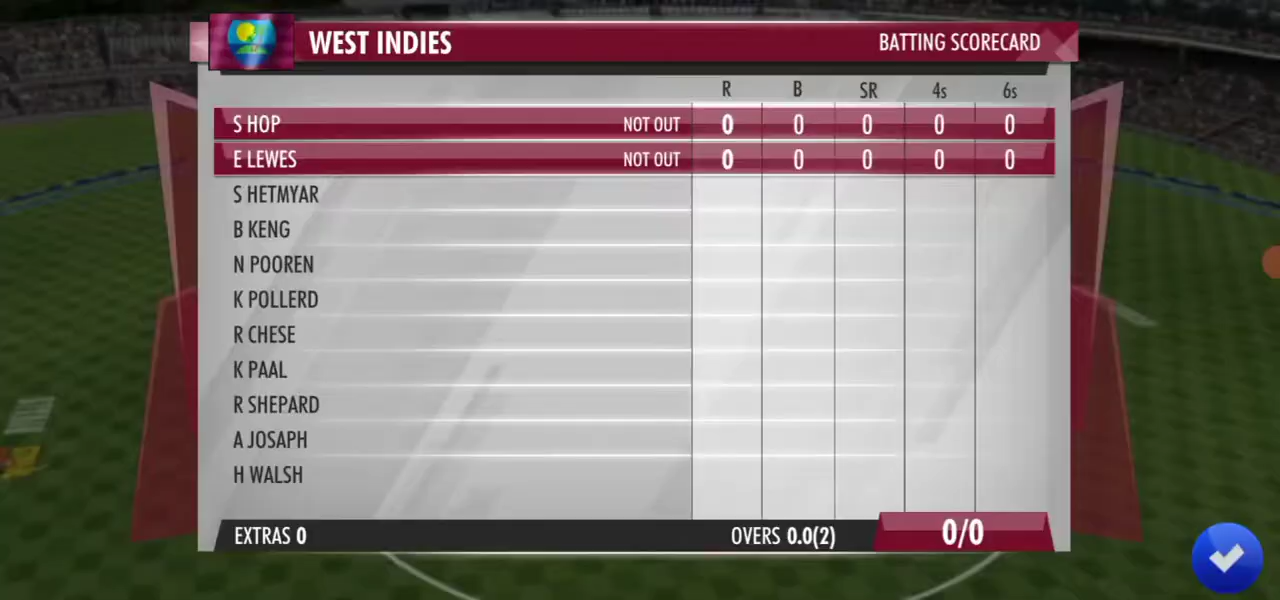 WEST INDIES BATTING SCORECARD
R B SR 4s 6s
S HOP NOT OUT 0 0 0 0 0
E LEWES NOT OUT 0 0 0 0 0
S HETMYAR
B KENG
N POOREN
K POLLERD
R CHESE
K PAAL
R SHEPARD
A JOSAPH
H WALSH
EXTRAS 0 OVERS 0.0(2) 0/0